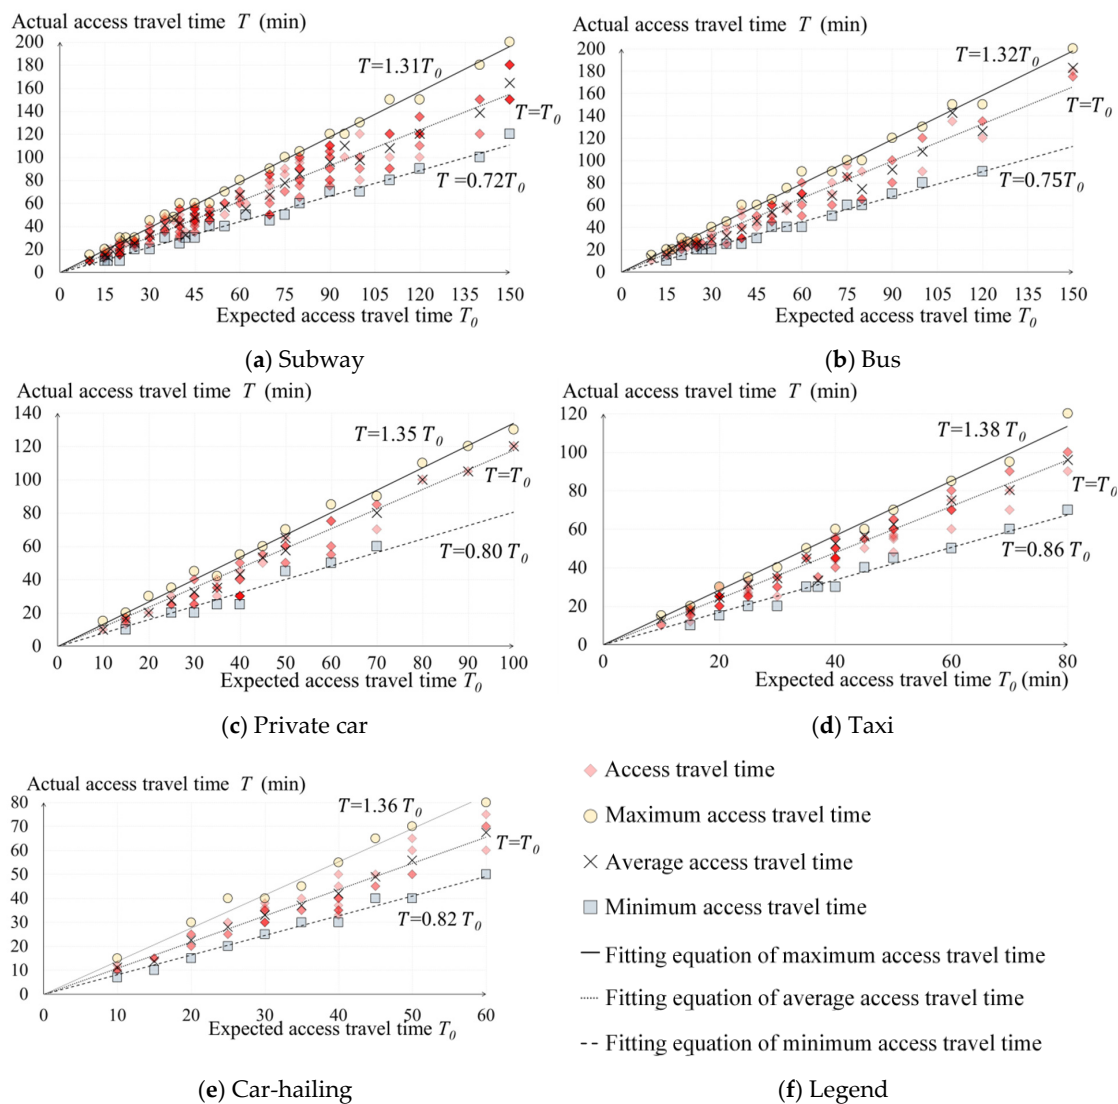 Actual access travel time T (min)
200
180
160
140
120
100
80
60
40
20
0
T=1.31T0
T=T0
T =0.72T0
0 15 30 45 60 75 90 105 120 135 150
Expected access travel time T0
(a) Subway
Actual access travel time T (min)
200
180
160
140
120
100
80
60
40
20
0
T=1.32T0
T=T0
T=0.75T0
0 15 30 45 60 75 90 105 120 135 150
Expected access travel time T0
(b) Bus
Actual access travel time T (min)
140
120
100
80
60
40
20
0
T=1.35 T0
T=T0
T=0.80 T0
0 10 20 30 40 50 60 70 80 90 100
Expected access travel time T0
(c) Private car
Actual access travel time T (min)
120
100
80
60
40
20
0
T=1.38 T0
T=T0
T=0.86 T0
0 20 40 60 80
Expected access travel time T0 (min)
(d) Taxi
Actual access travel time T (min)
80
70
60
50
40
30
20
10
0
T=1.36 T0
T=T0
T=0.82 T0
0 10 20 30 40 50 60
Expected access travel time T0
(e) Car-hailing
Access travel time
Maximum access travel time
Average access travel time
Minimum access travel time
Fitting equation of maximum access travel time
Fitting equation of average access travel time
Fitting equation of minimum access travel time
(f) Legend